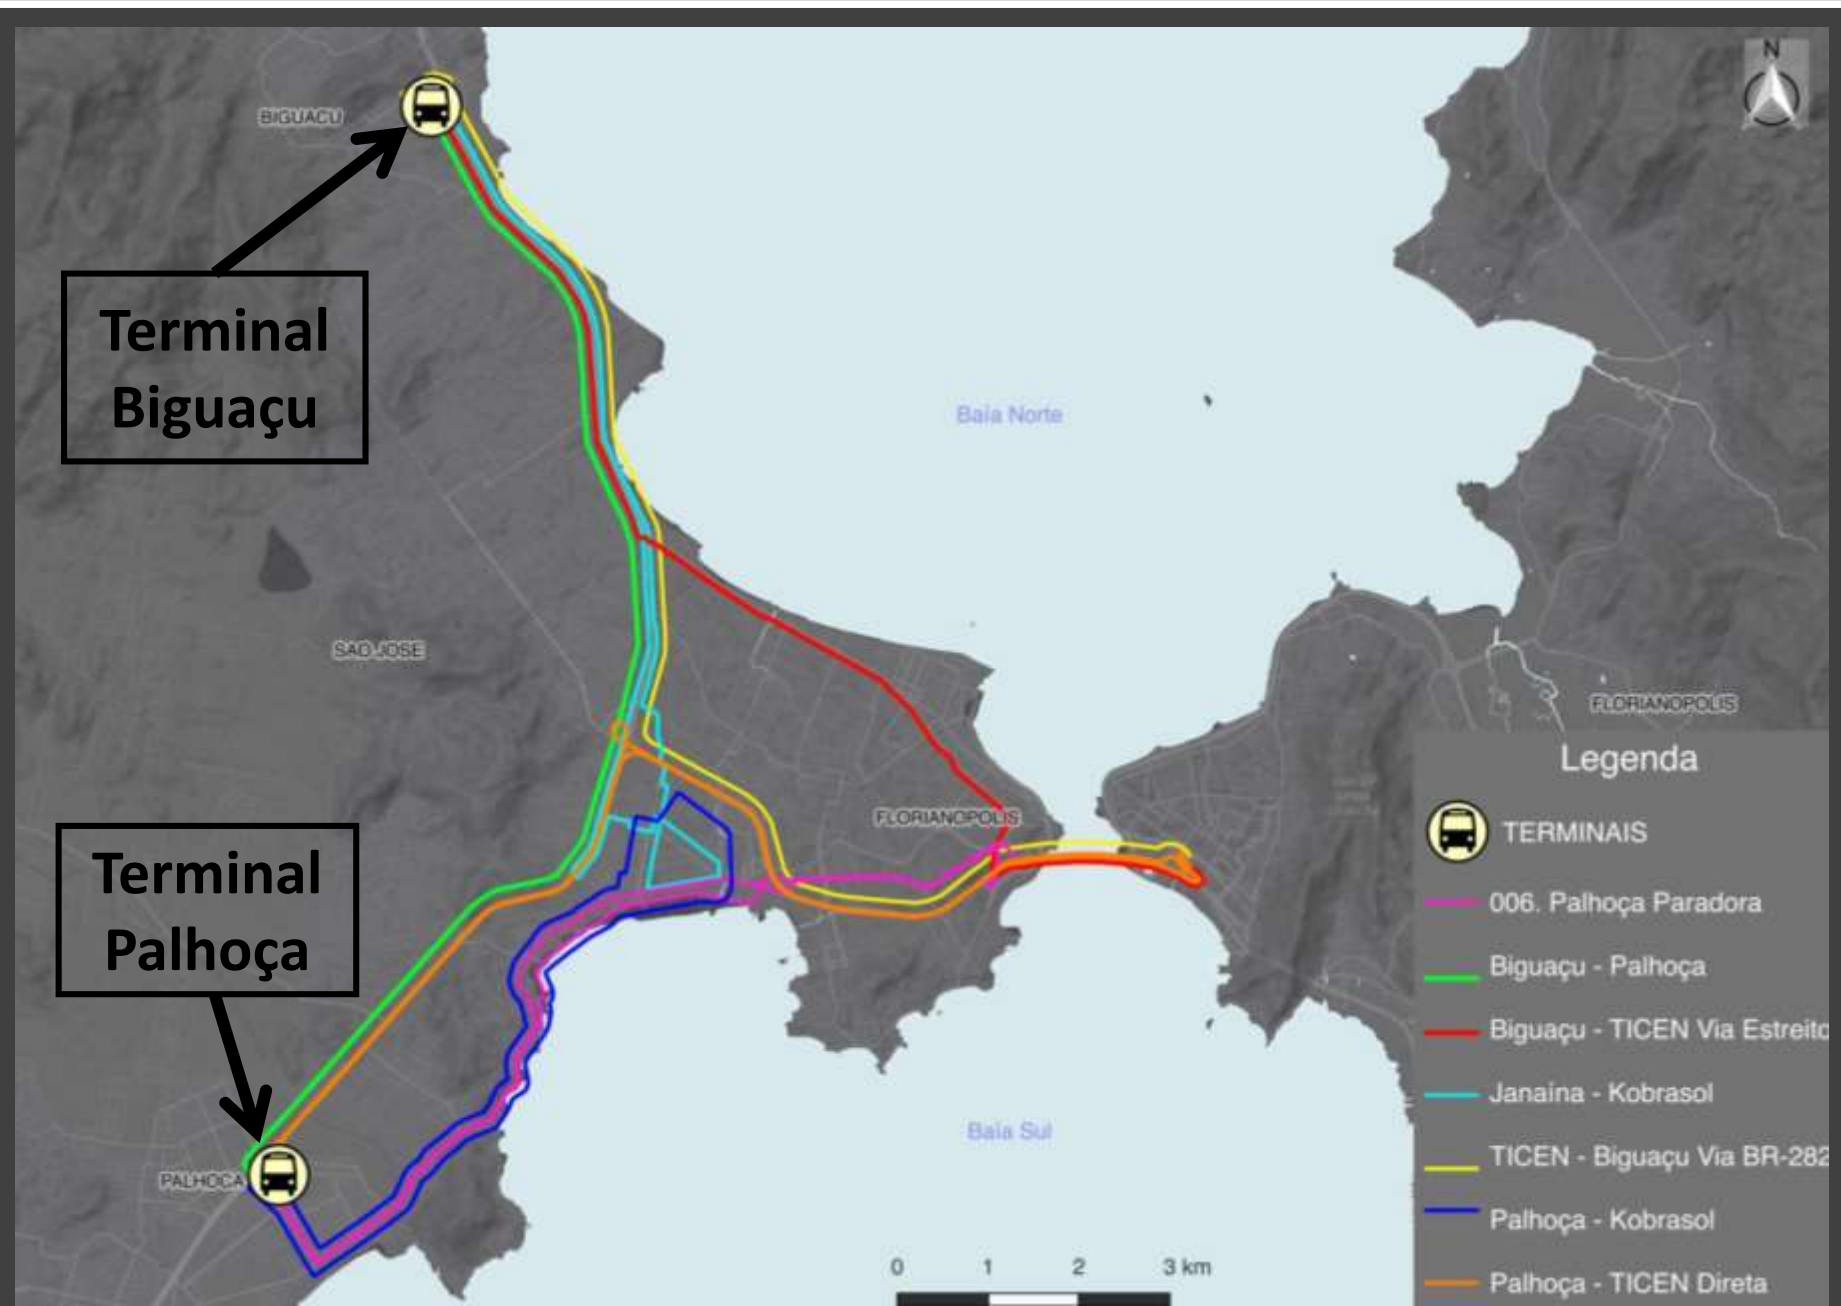 N
BIGUACU
Terminal
Biguaçu
Baia Norte
SAO JOSE
FLORIANOPOLIS
Legenda
TERMINAIS
FLORIANOPOLIS
Terminal
Palhoça
006. Palhoça Paradora
Biguaçu - Palhoça
Biguaçu - TICEN Via Estreito
Janaina - Kobrasol
Baia Sul
TICEN - Biguaçu Via BR-282
PALHOCA
Palhoça - Kobrasol
0 1 2 3 km
Palhoça - TICEN Direta